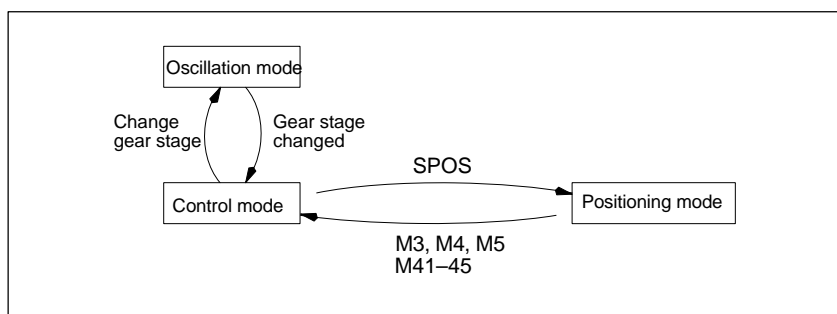 Oscillation mode
Change
gear stage
Gear stage
changed
SPOS
Control mode
Positioning mode
M3, M4, M5
M41–45